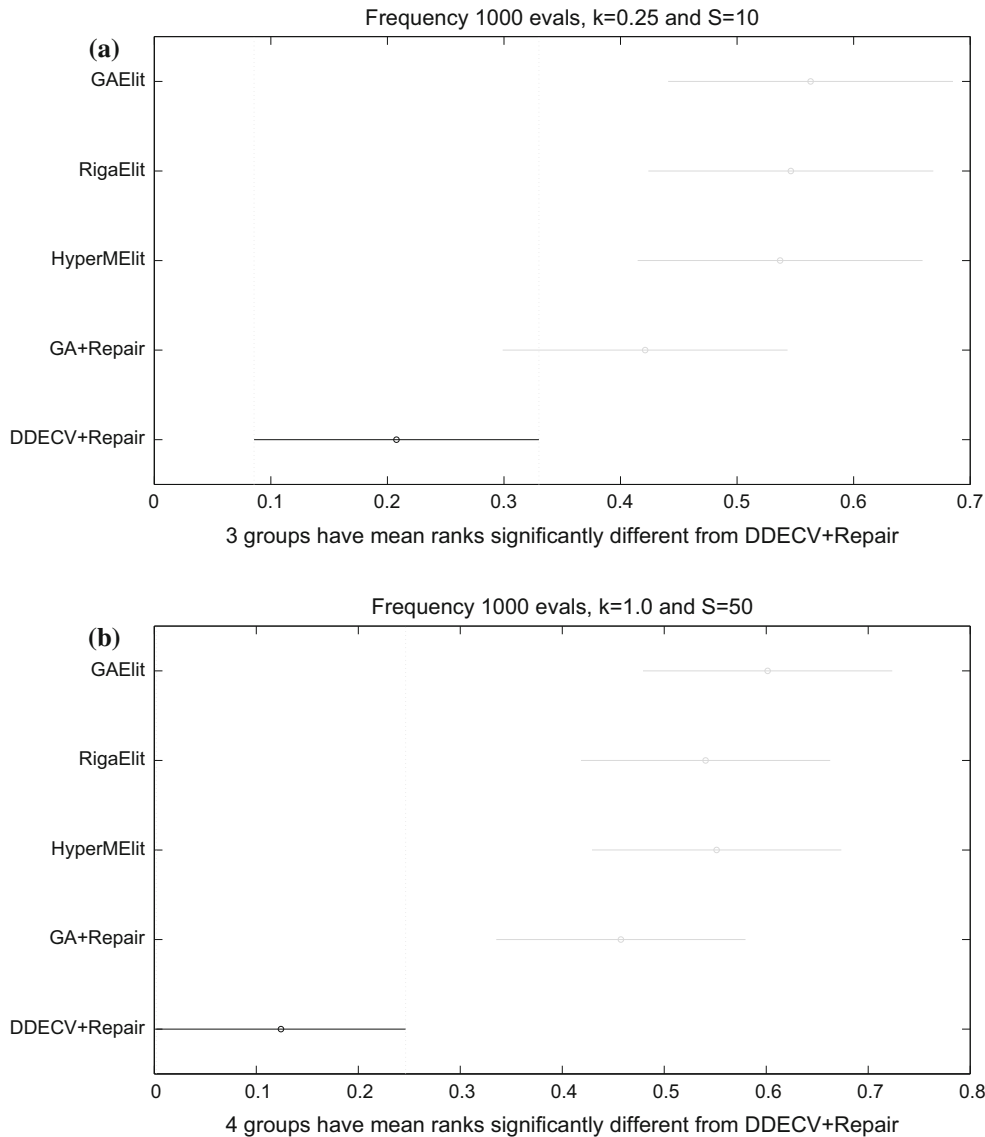 Frequency 1000 evals, k=0.25 and S=10
(a)
GAElit
RigaElit
HyperMElit
GA+Repair
DDECV+Repair
0 0.1 0.2 0.3 0.4 0.5 0.6 0.7
3 groups have mean ranks significantly different from DDECV+Repair
Frequency 1000 evals, k=1.0 and S=50
(b)
GAElit
RigaElit
HyperMElit
GA+Repair
DDECV+Repair
0 0.1 0.2 0.3 0.4 0.5 0.6 0.7 0.8
4 groups have mean ranks significantly different from DDECV+Repair